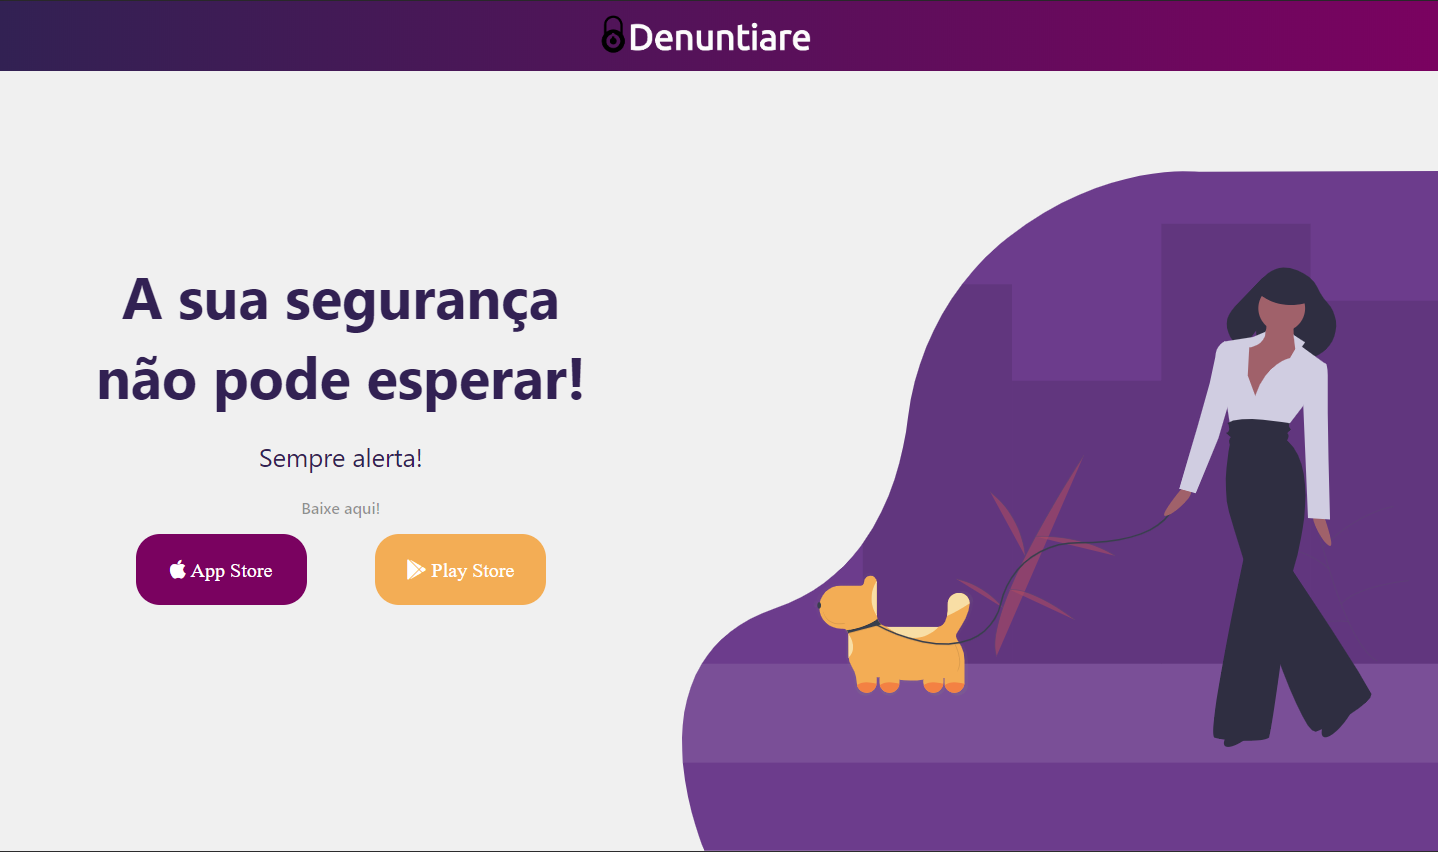 Denuntiare
A sua segurança
não pode esperar!
Sempre alerta!
Baixe aqui!
App Store
Play Store